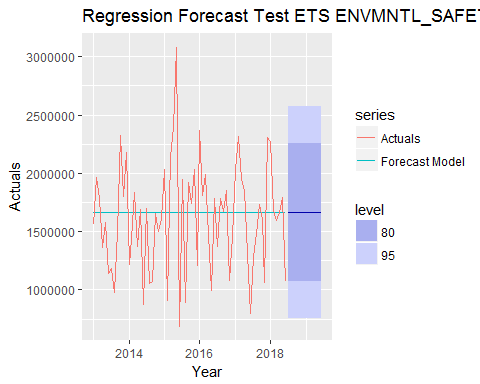 Regression Forecast Test ETS ENVMNTL_SAFET
3000000
2500000
2000000
1500000
1000000
Actuals
2014
2016
2018
Year
series
Actuals
Forecast Model
level
80
95